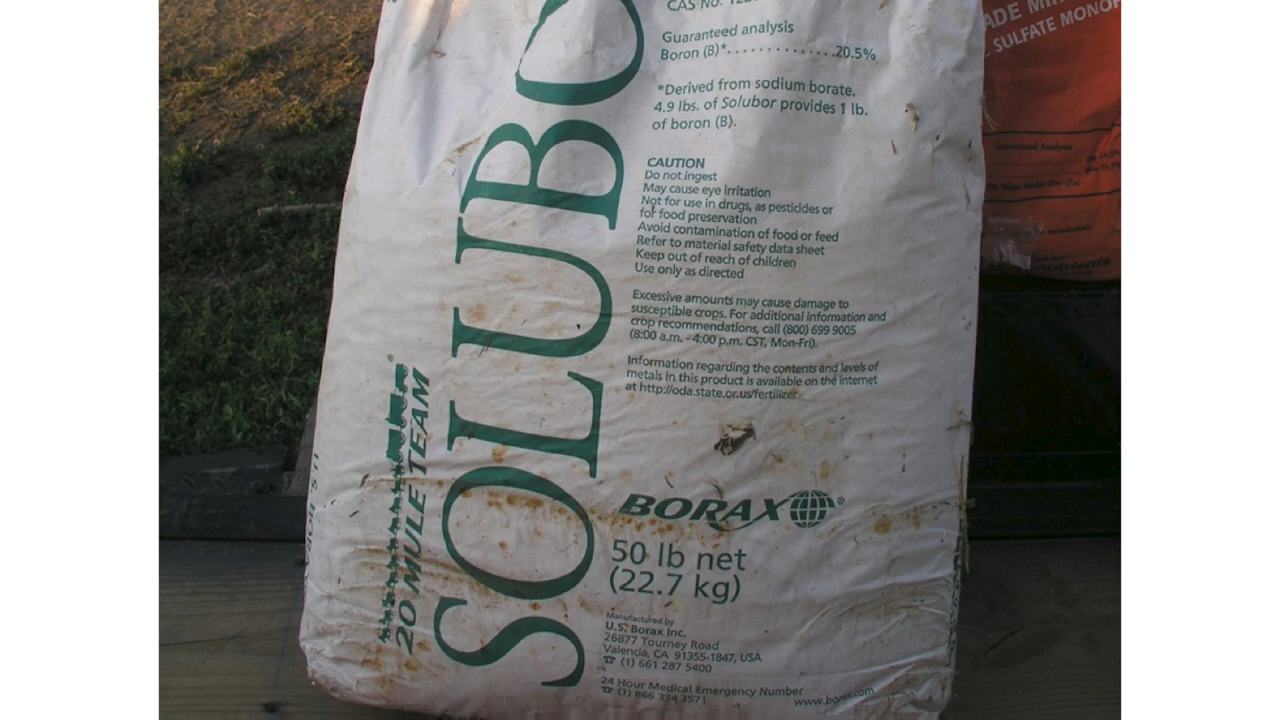 CAS No.
Guaranteed analysis
Boron (B)*..............20.5%
*Derived from sodium borate.
4.9 lbs. of Solubor provides 1 lb.
of boron (B).
CAUTION
Do not ingest
May cause eye irritation
Not for use in drugs, as pesticides or
for food preservation
Avoid contamination of food or feed
Refer to material safety data sheet
Keep out of reach of children
Use only as directed
Excessive amounts may cause damage to
susceptible crops. For additional information and
crop recommendations, call (800) 699 9005
(8:00 a.m. - 4:00 p.m. CST, Mon-Fri).
Information regarding the contents and levels of
metals in this product is available on the internet
at http://oda.state.or.us/fertilizer
20 MULE TEAM®
SOLUBO
BORAX®
50 lb net
(22.7 kg)
Manufactured by
U.S. Borax Inc.
26877 Tourney Road
Valencia, CA 91355-1847, USA
☎ (1) 661 287 5400
24 Hour Medical Emergency Number
☎ (1) 866 334 3571
www.borax.com
ADE
SULFATE
Guaranteed Analysis
nutrients